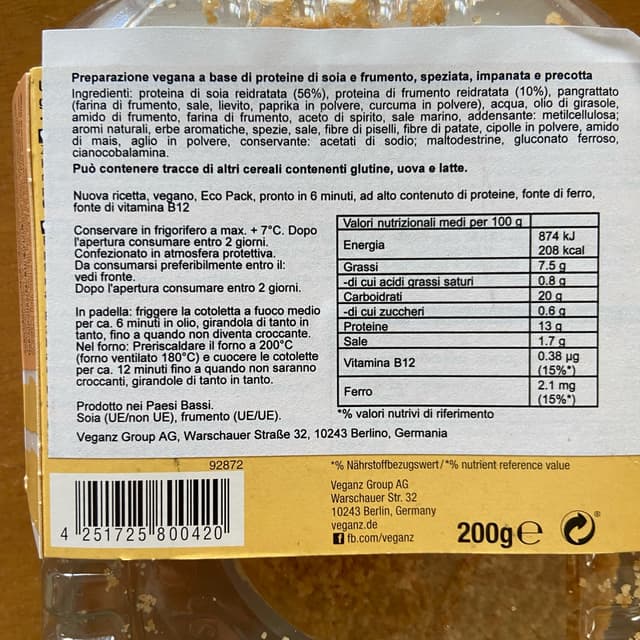 Preparazione vegana a base di proteine di soia e frumento, speziata, impanata e precotta
Ingredienti: proteina di soia reidratata (56%), proteina di frumento reidratata (10%), pangrattato
(farina di frumento, sale, lievito, paprika in polvere, curcuma in polvere), acqua, olio di girasole,
amido di frumento, farina di frumento, aceto di spirito, sale marino, addensante: metilcellulosa;
aromi naturali, erbe aromatiche, spezie, sale, fibre di piselli, fibre di patate, cipolle in polvere, amido
di mais, aglio in polvere, conservante: acetati di sodio; maltodestrine, gluconato ferroso,
cianocobalamina.
Può contenere tracce di altri cereali contenenti glutine, uova e latte.
Nuova ricetta, vegano, Eco Pack, pronto in 6 minuti, ad alto contenuto di proteine, fonte di ferro,
fonte di vitamina B12
Conservare in frigorifero a max. + 7°C. Dopo
l'apertura consumare entro 2 giorni.
Confezionato in atmosfera protettiva.
Da consumarsi preferibilmente entro il:
vedi fronte.
Dopo l'apertura consumare entro 2 giorni.
In padella: friggere la cotoletta a fuoco medio
per ca. 6 minuti in olio, girandola di tanto in
tanto, fino a quando non diventa croccante.
Nel forno: Preriscaldare il forno a 200°C
(forno ventilato 180°C) e cuocere le cotolette
per ca. 12 minuti fino a quando non saranno
croccanti, girandole di tanto in tanto.
Prodotto nei Paesi Bassi.
Soia (UE/non UE), frumento (UE/UE).
Valori nutrizionali medi per 100 g
Energia 874 kJ
208 kcal
Grassi 7.5 g
-di cui acidi grassi saturi 0.8 g
Carboidrati 20 g
-di cui zuccheri 0.6 g
Proteine 13 g
Sale 1.7 g
Vitamina B12 0.38 µg
(15%*)
Ferro 2.1 mg
(15%*)
*% valori nutrivi di riferimento
Veganz Group AG, Warschauer Straße 32, 10243 Berlino, Germania
92872
4 251725 800420
*% Nährstoffbezugswert/*% nutrient reference value
Veganz Group AG
Warschauer Str. 32
10243 Berlin, Germany
veganz.de
fb.com/veganz
200g e